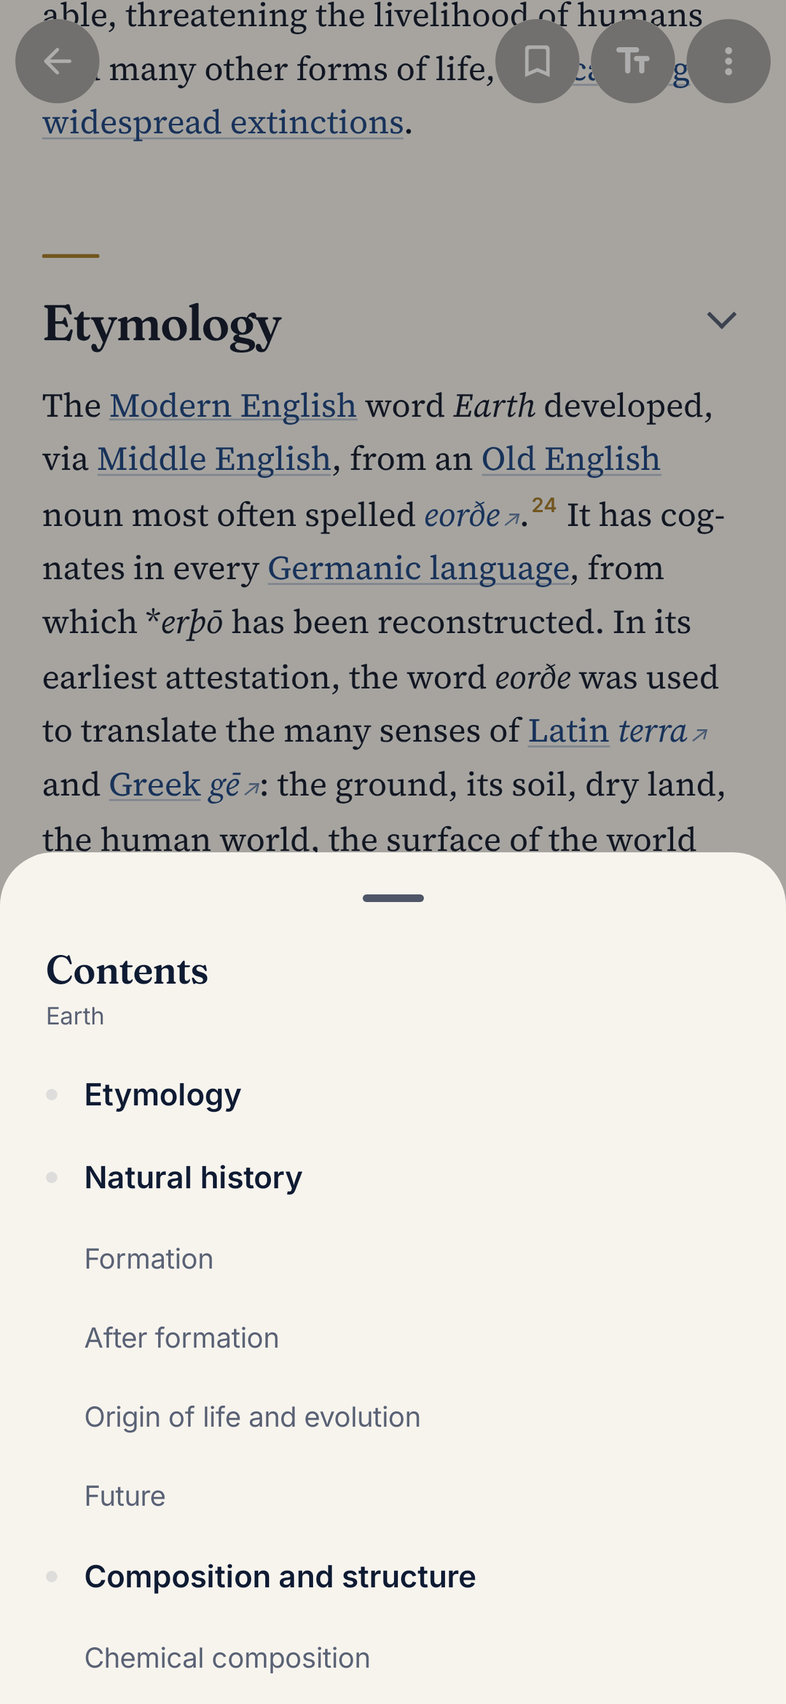 able, threatening the livelihood of humans
many other forms of life,
widespread extinctions.
Etymology
The Modern English word Earth developed,
via Middle English, from an Old English
noun most often spelled eorðe↗.24 It has cog-
nates in every Germanic language, from
which *erþō has been reconstructed. In its
earliest attestation, the word eorðe was used
to translate the many senses of Latin terra↗
and Greek gē↗: the ground, its soil, dry land,
the human world, the surface of the world
Contents
Earth
Etymology
Natural history
Formation
After formation
Origin of life and evolution
Future
Composition and structure
Chemical composition